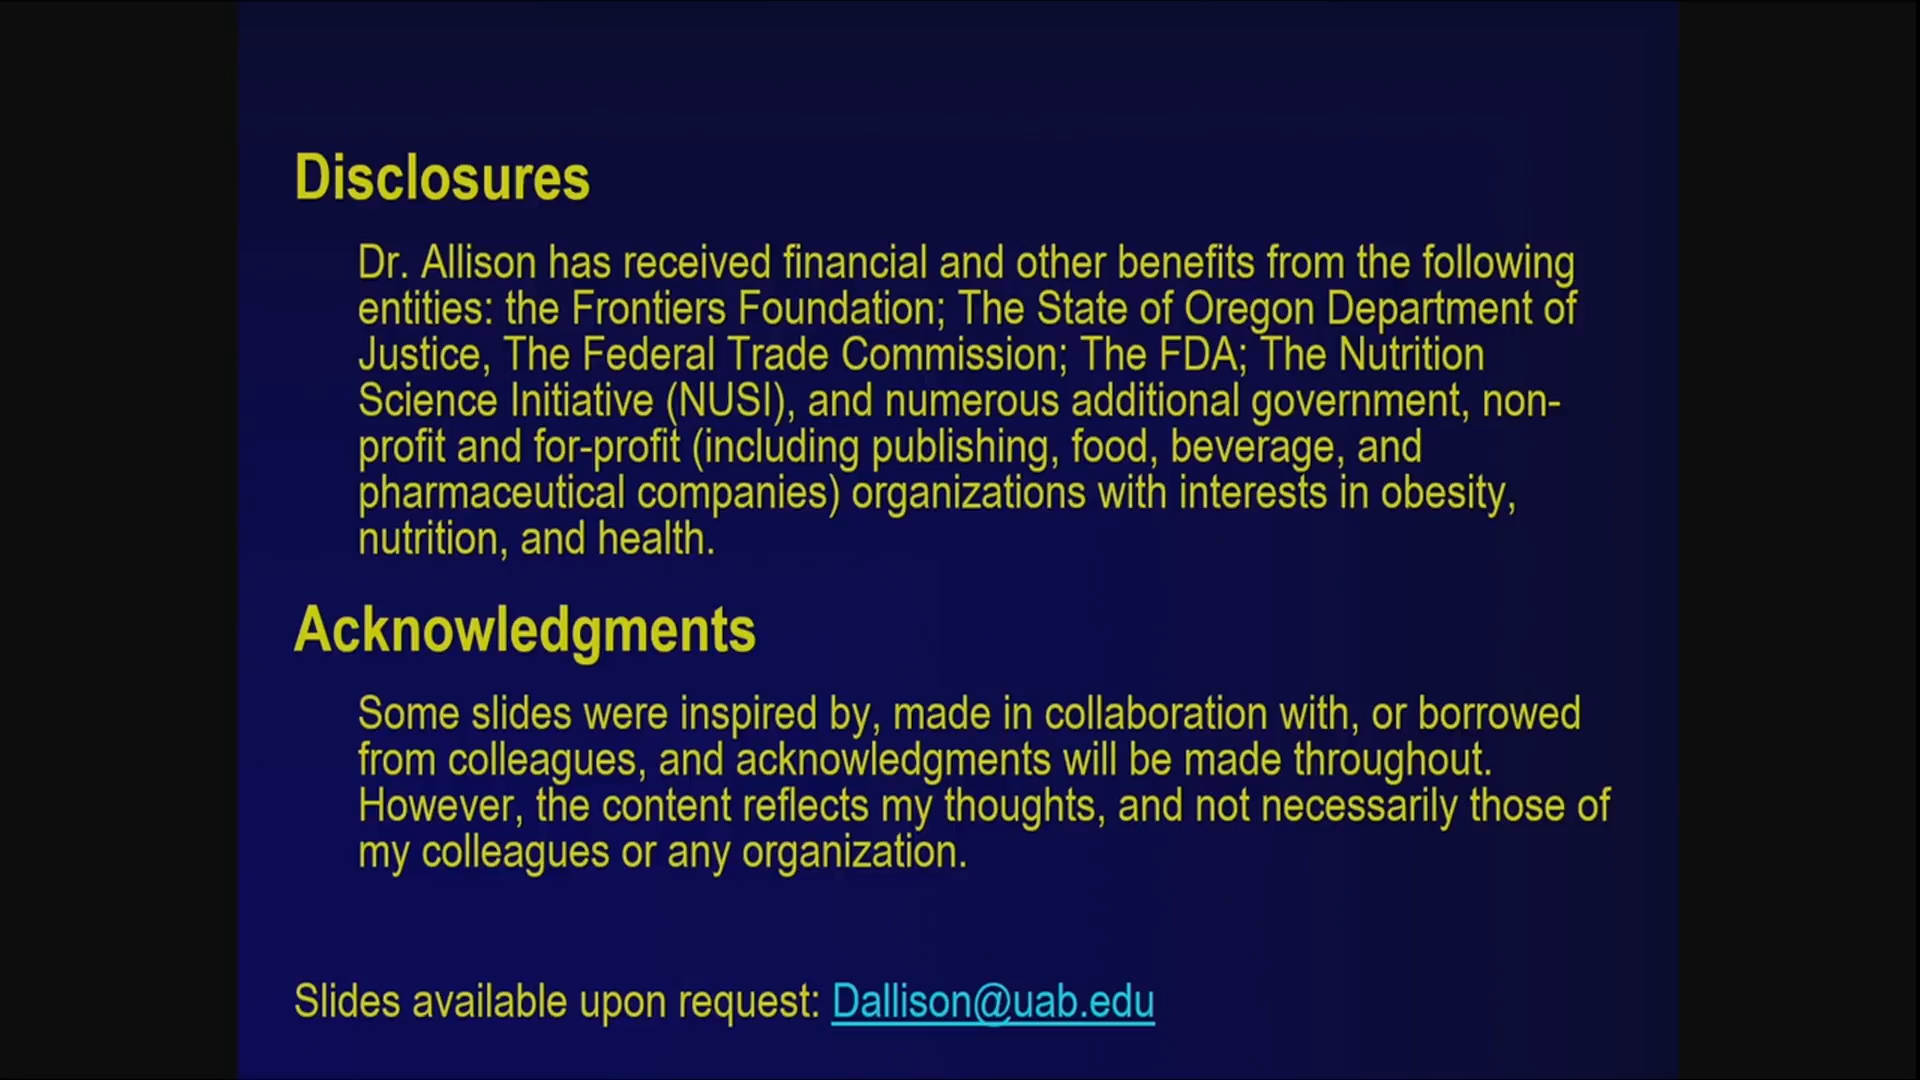 Disclosures
Dr. Allison has received financial and other benefits from the following
entities: the Frontiers Foundation; The State of Oregon Department of
Justice, The Federal Trade Commission; The FDA; The Nutrition
Science Initiative (NUSI), and numerous additional government, non-
profit and for-profit (including publishing, food, beverage, and
pharmaceutical companies) organizations with interests in obesity,
nutrition, and health.
Acknowledgments
Some slides were inspired by, made in collaboration with, or borrowed
from colleagues, and acknowledgments will be made throughout.
However, the content reflects my thoughts, and not necessarily those of
my colleagues or any organization.
Slides available upon request: Dallison@uab.edu